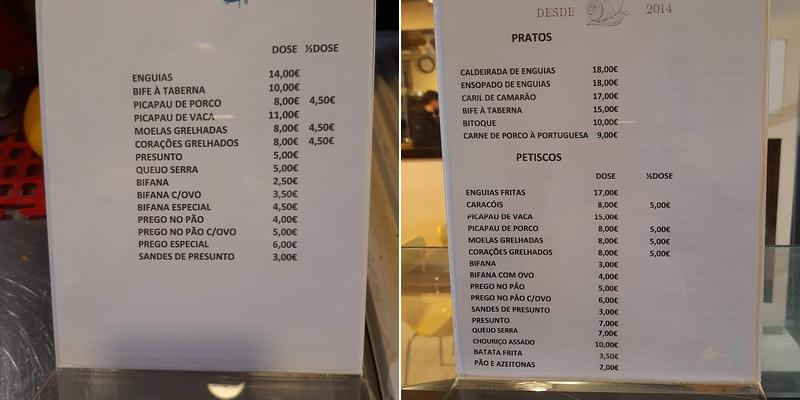 DOSE ½DOSE
ENGUIAS 14,00€
BIFE À TABERNA 10,00€
PICAPAU DE PORCO 8,00€ 4,50€
PICAPAU DE VACA 11,00€
MOELAS GRELHADAS 8,00€ 4,50€
CORAÇÕES GRELHADOS 8,00€ 4,50€
PRESUNTO 5,00€
QUEIJO SERRA 5,00€
BIFANA 2,50€
BIFANA C/OVO 3,50€
BIFANA ESPECIAL 4,50€
PREGO NO PÃO 4,00€
PREGO NO PÃO C/OVO 5,00€
PREGO ESPECIAL 6,00€
SANDES DE PRESUNTO 3,00€
DESDE 2014
PRATOS
CALDEIRADA DE ENGUIAS 18,00€
ENSOPADO DE ENGUIAS 18,00€
CARIL DE CAMARÃO 17,00€
BIFE À TABERNA 15,00€
BITOQUE 10,00€
CARNE DE PORCO À PORTUGUESA 9,00€
PETISCOS
DOSE ½DOSE
ENGUIAS FRITAS 17,00€
CARACÓIS 8,00€ 5,00€
PICAPAU DE VACA 15,00€
PICAPAU DE PORCO 8,00€ 5,00€
MOELAS GRELHADAS 8,00€ 5,00€
CORAÇÕES GRELHADOS 8,00€ 5,00€
BIFANA 3,00€
BIFANA COM OVO 4,00€
PREGO NO PÃO 5,00€
PREGO NO PÃO C/OVO 6,00€
SANDES DE PRESUNTO 3,00€
PRESUNTO 7,00€
QUEIJO SERRA 7,00€
CHOURIÇO ASSADO 10,00€
BATATA FRITA 3,50€
PÃO E AZEITONAS 2,00€